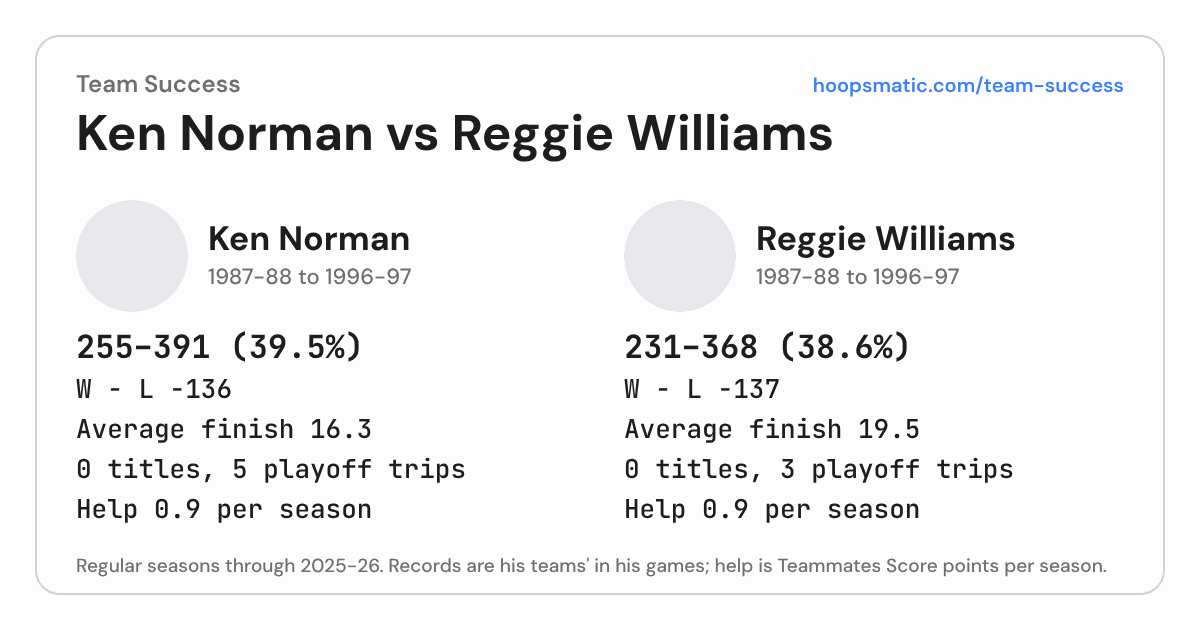 Team Success
hoopsmatic.com/team-success
Ken Norman vs Reggie Williams
Ken Norman
1987-88 to 1996-97
255-391 (39.5%)
W - L -136
Average finish 16.3
0 titles, 5 playoff trips
Help 0.9 per season
Reggie Williams
1987-88 to 1996-97
231-368 (38.6%)
W - L -137
Average finish 19.5
0 titles, 3 playoff trips
Help 0.9 per season
Regular seasons through 2025-26. Records are his teams' in his games; help is Teammates Score points per season.